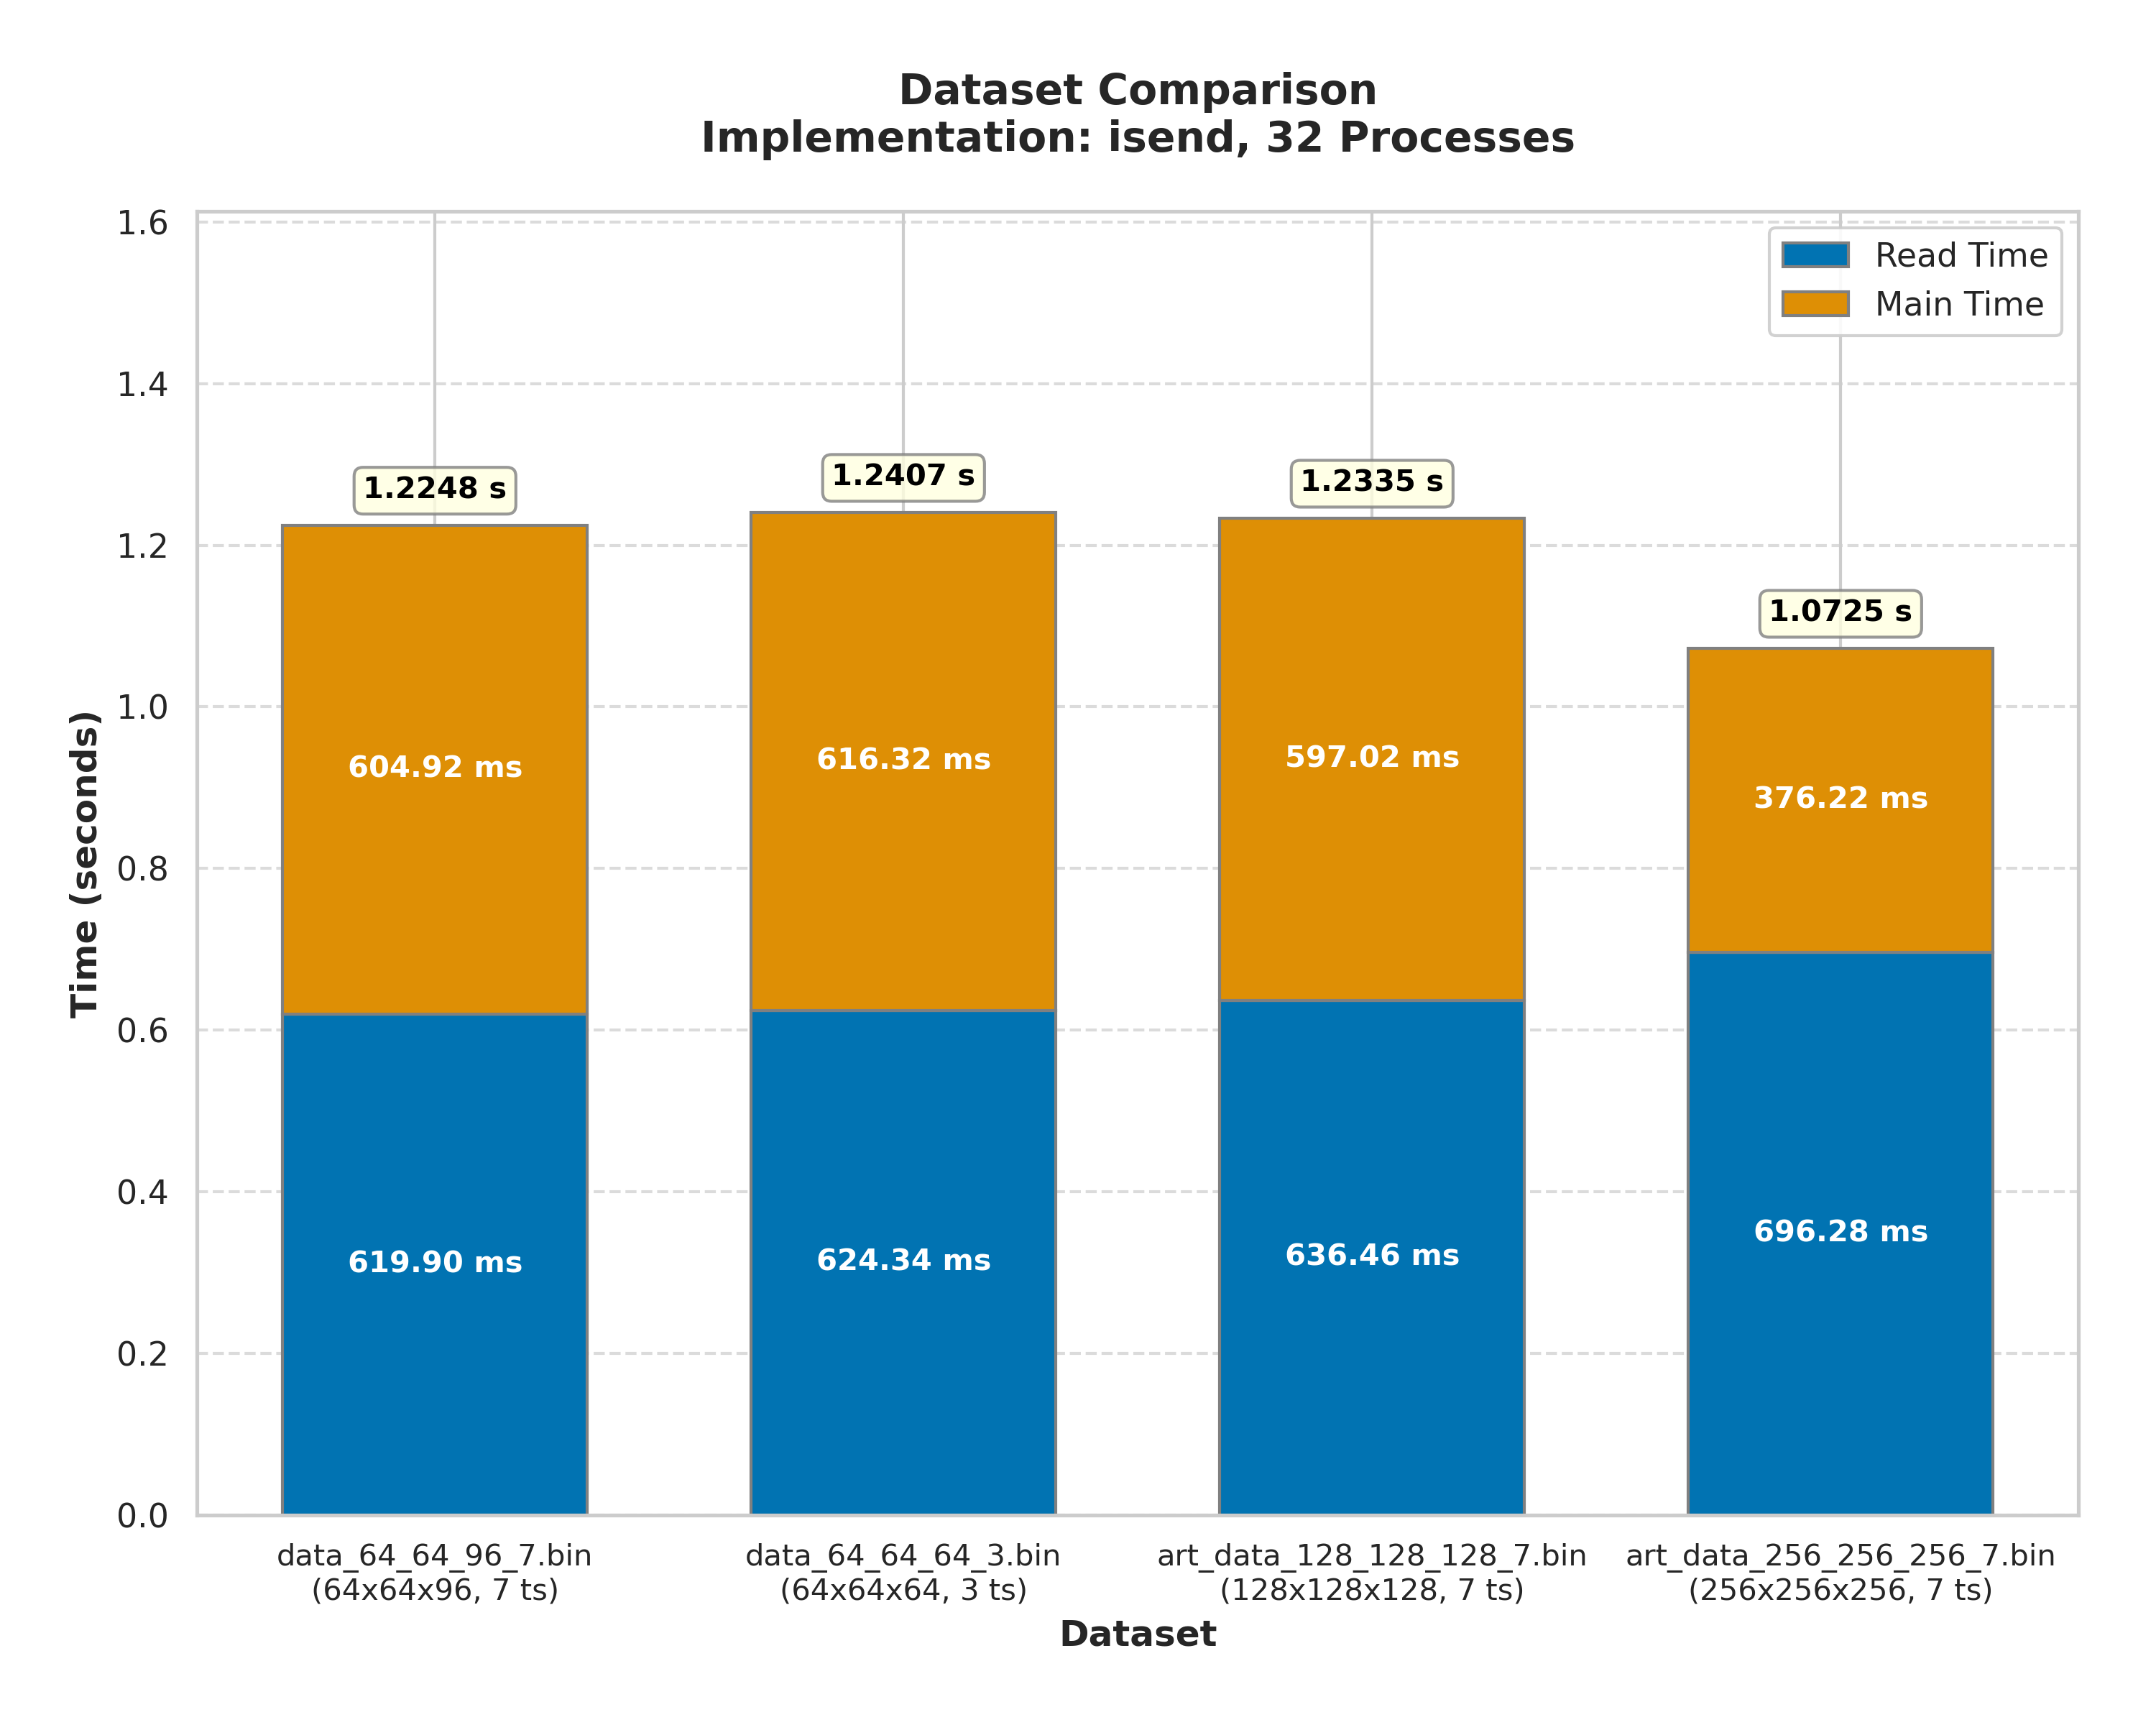 Dataset Comparison
Implementation: isend, 32 Processes
Read Time
Main Time
Time (seconds)
1.6
1.4
1.2
1.0
0.8
0.6
0.4
0.2
0.0
1.2248 s
1.2407 s
1.2335 s
1.0725 s
604.92 ms
616.32 ms
597.02 ms
376.22 ms
619.90 ms
624.34 ms
636.46 ms
696.28 ms
data_64_64_96_7.bin
(64x64x96, 7 ts)
data_64_64_64_3.bin
(64x64x64, 3 ts)
art_data_128_128_128_7.bin
(128x128x128, 7 ts)
art_data_256_256_256_7.bin
(256x256x256, 7 ts)
Dataset